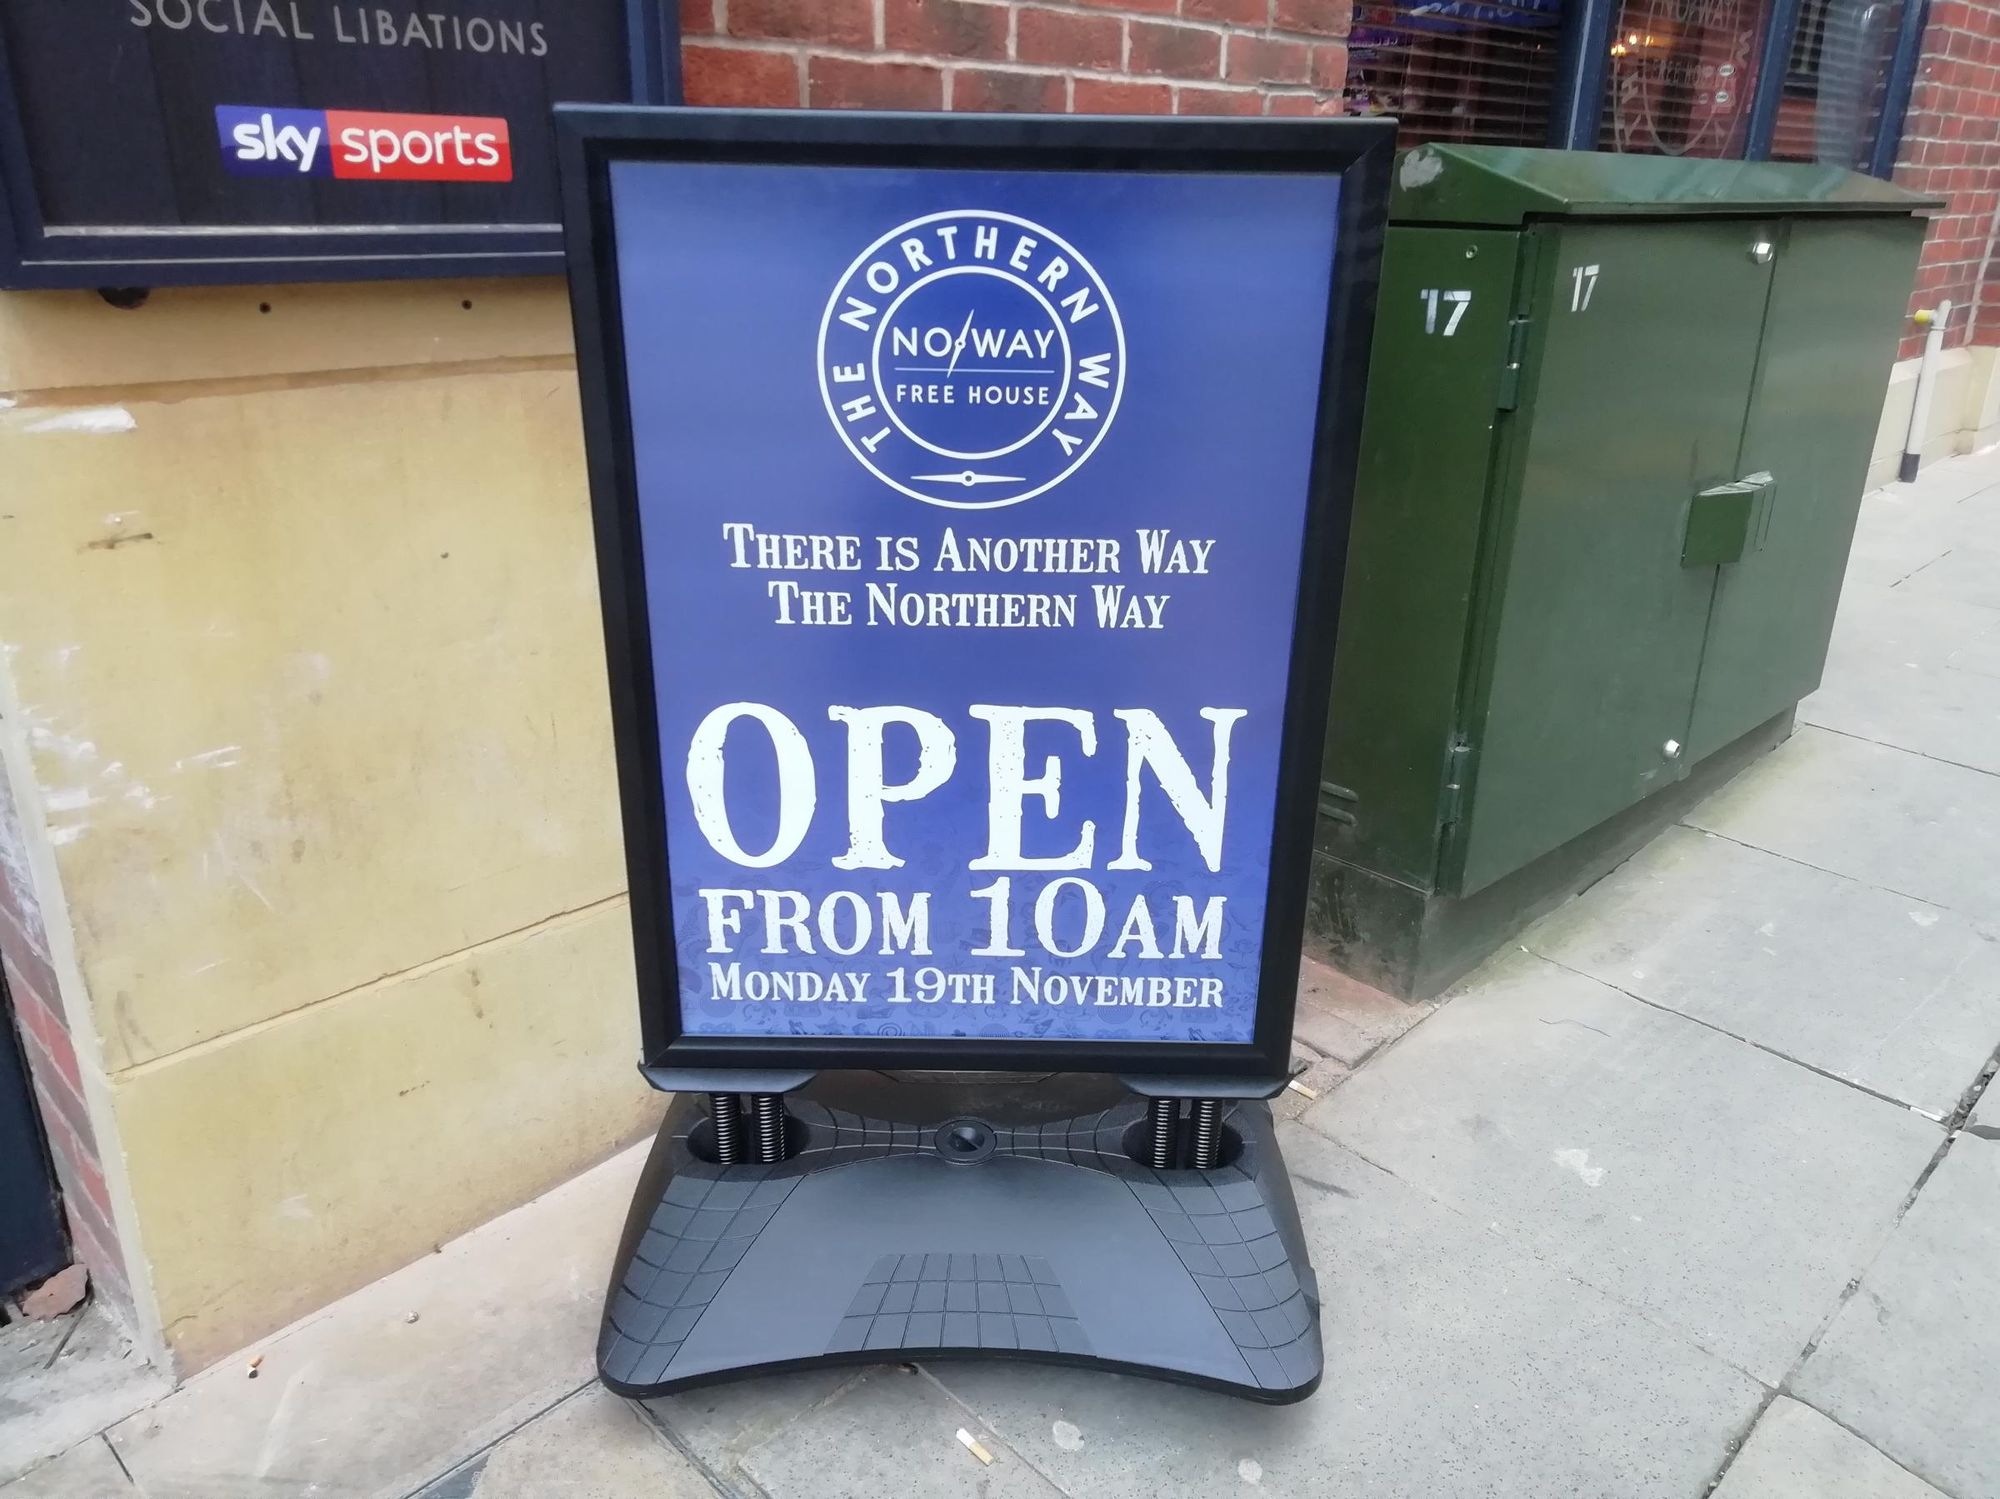 SOCIAL LIBATIONS
sky sports
THE NORTHERN WAY
NO/WAY
FREE HOUSE
THERE IS ANOTHER WAY
THE NORTHERN WAY
OPEN
FROM 10AM
MONDAY 19TH NOVEMBER
17
17